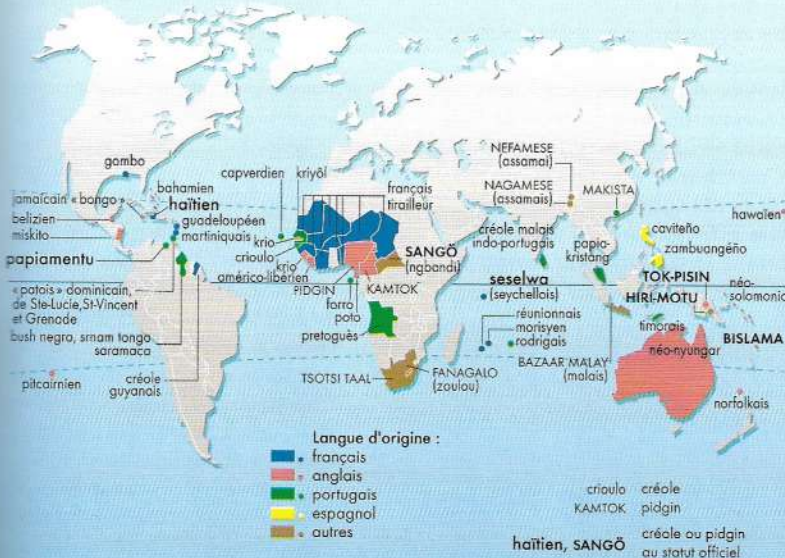 gombo
bahamien
jamaïcain « bongo »
haïtien
belizien
guadeloupéen
miskito
martiniquais
papiamentu
« patois » dominicain,
de Ste-Lucie, St-Vincent
et Grenade
bush negro, srnam tongo
saramaca
pitcairnien
créole
guyanais
capverdien
kriyôl
français
tirailleur
krio
crioulo
krio
américo-libérien
PIDGIN
KAMTOK
SANGÖ
(ngbandi)
forro
poto
pretoguês
TSOTSI TAAL
FANAGALO
(zoulou)
NEFAMESE
(assamai)
NAGAMESE
(assamais)
MAKISTA
créole malais
indo-portugais
papia-
kristang
caviteño
zambuangéño
hawaïen
seselwa
(seychellois)
réunionnais
morisyen
rodrigais
TOK-PISIN
HIRI-MOTU
néo-
solomonic
timorais
BISLAMA
BAZAAR MALAY
(malais)
néo-nyungar
norfolkais
Langue d'origine :
français
anglais
portugais
espagnol
autres
crioulo créole
KAMTOK pidgin
haïtien, SANGÖ créole ou pidgin
au statut officiel